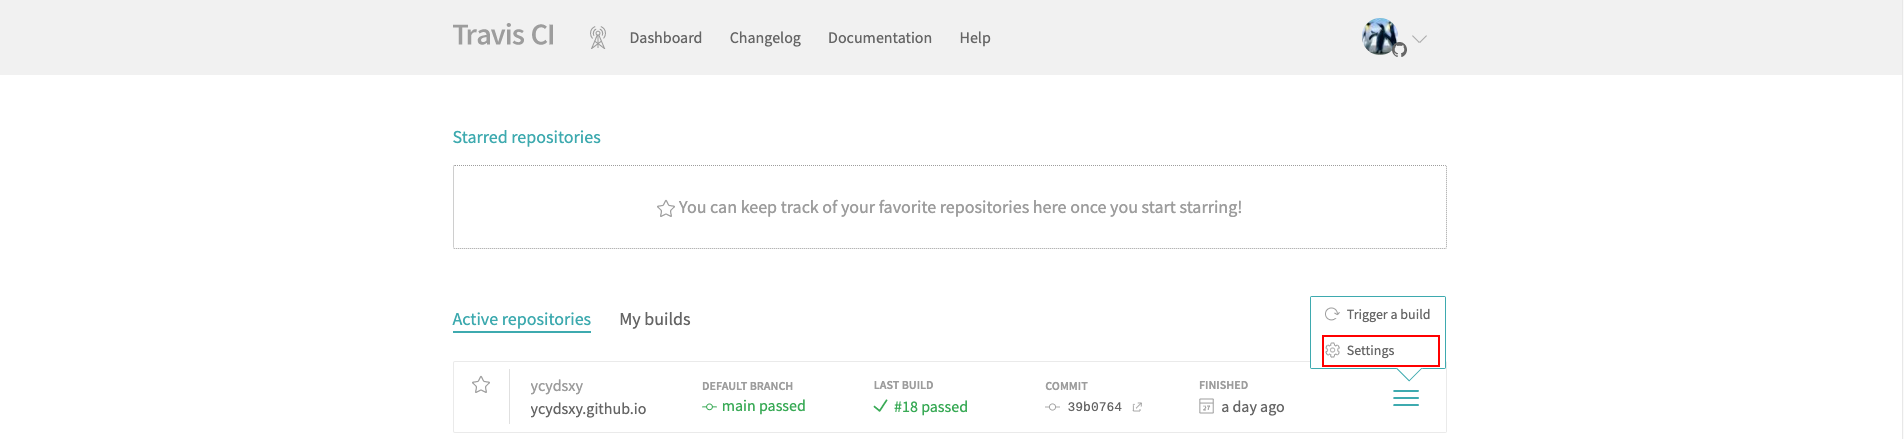 Travis CI Dashboard Changelog Documentation Help
Starred repositories
You can keep track of your favorite repositories here once you start starring!
Active repositories My builds
Trigger a build
Settings
ycydsxy
ycydsxy.github.io
DEFAULT BRANCH
main passed
LAST BUILD
#18 passed
COMMIT
39b0764
FINISHED
27 a day ago